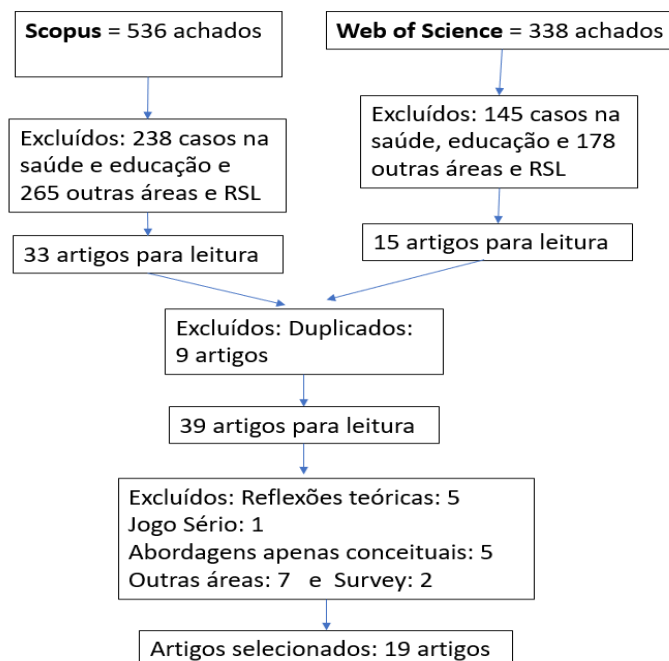 Scopus = 536 achados
Web of Science = 338 achados
Excluídos: 238 casos na
saúde e educação e
265 outras áreas e RSL
Excluídos: 145 casos na
saúde, educação e 178
outras áreas e RSL
33 artigos para leitura
15 artigos para leitura
Excluídos: Duplicados:
9 artigos
39 artigos para leitura
Excluídos: Reflexões teóricas: 5
Jogo Sério: 1
Abordagens apenas conceituais: 5
Outras áreas: 7 e Survey: 2
Artigos selecionados: 19 artigos